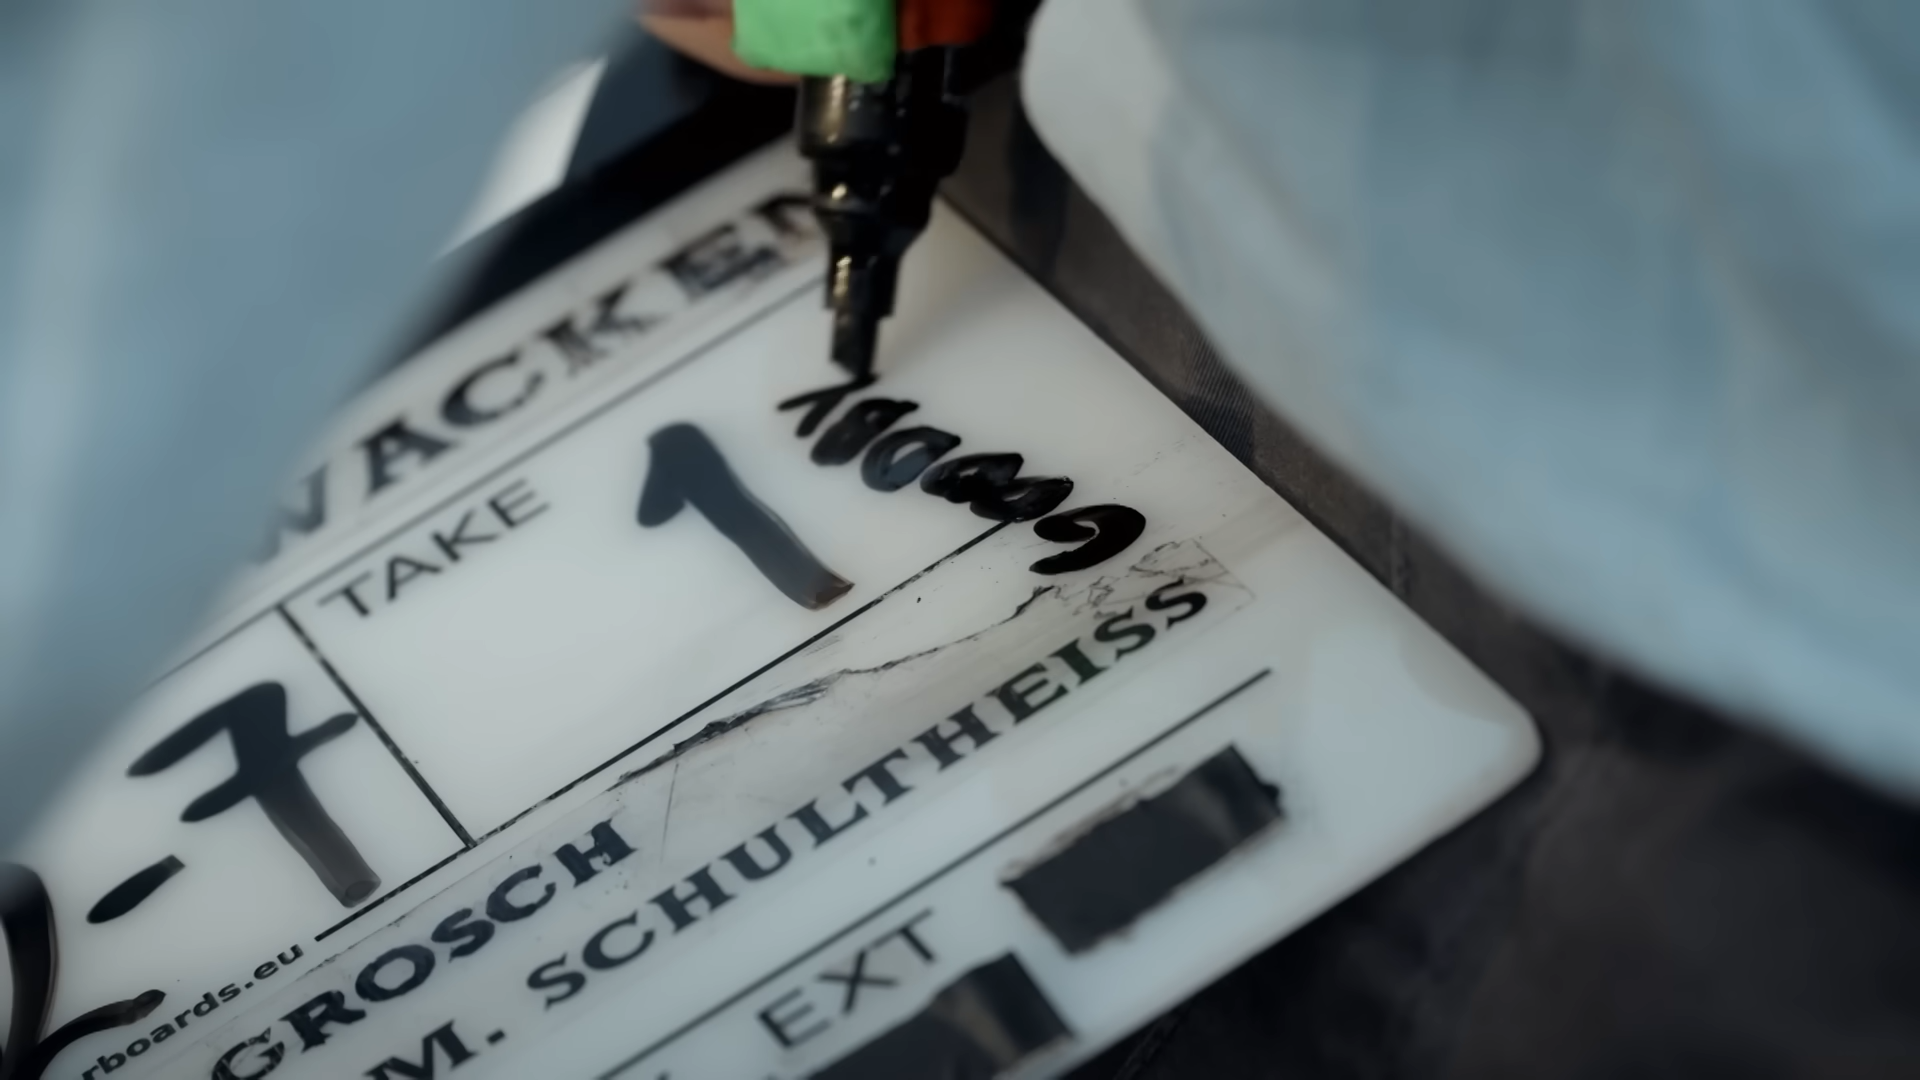 WACKEN
TAKE 1
-7
rboards.eu
GROSCH
M. SCHULTHEISS
EXT